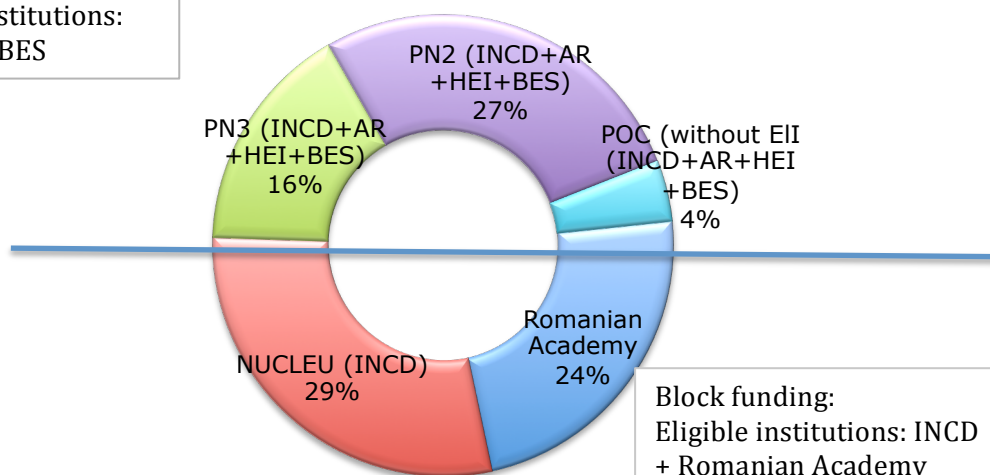 stitutions:
BES
PN2 (INCD+AR
+HEI+BES)
27%
PN3 (INCD+AR
+HEI+BES)
16%
POC (without ElI
(INCD+AR+HEI
+BES)
4%
Romanian
Academy
24%
NUCLEU (INCD)
29%
Block funding:
Eligible institutions: INCD
+ Romanian Academy